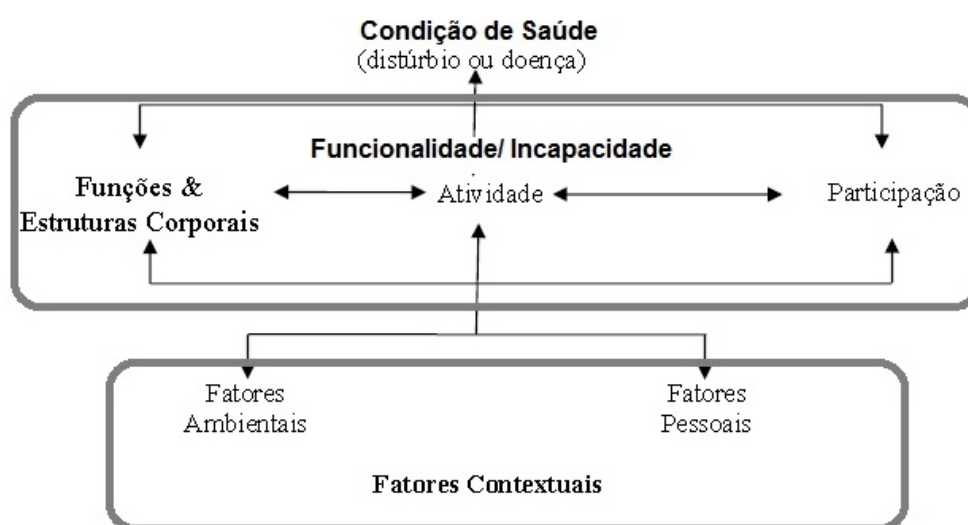 Condição de Saúde
(distúrbio ou doença)
Funcionalidade/ Incapacidade
Funções &
Estruturas Corporais
Atividade
Participação
Fatores
Ambientais
Fatores
Pessoais
Fatores Contextuais